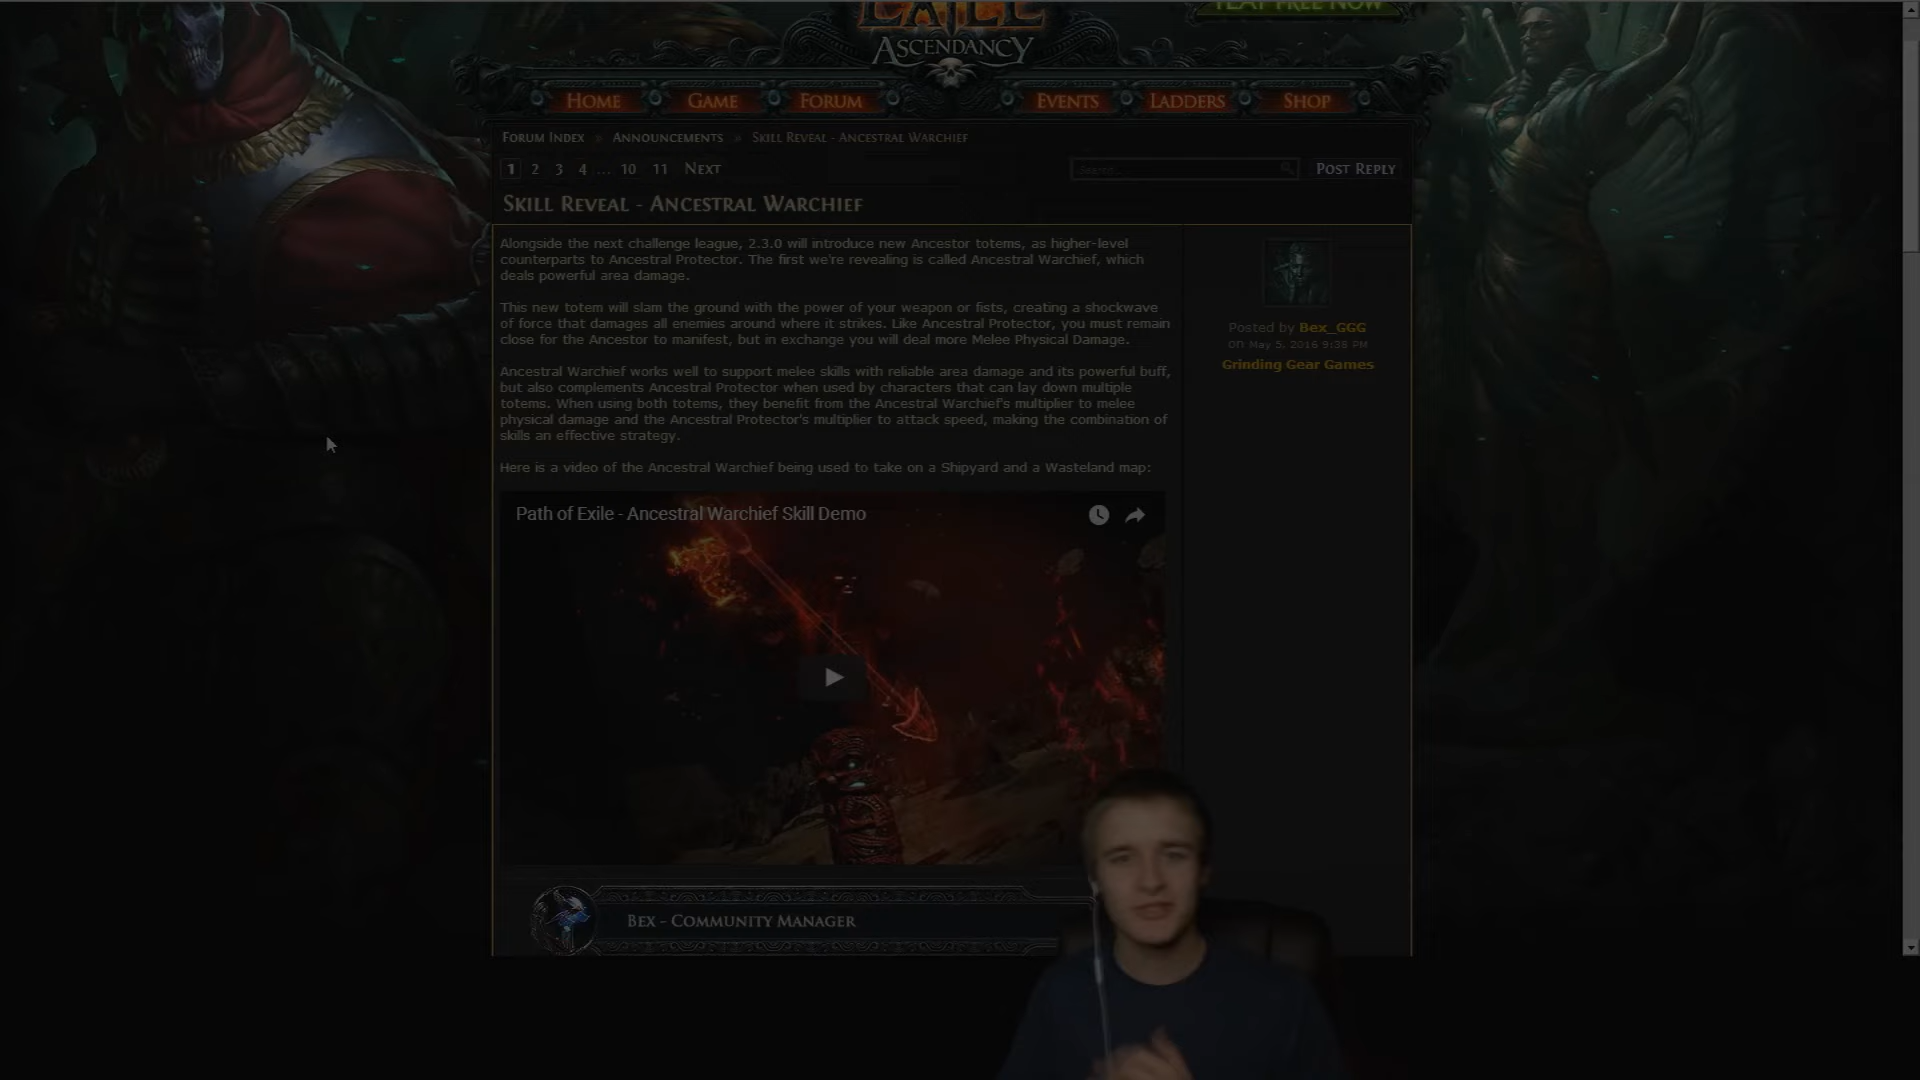 EXILE
PLAY FREE NOW
ASCENDANCY
HOME GAME FORUM EVENTS LADDERS SHOP
FORUM INDEX » ANNOUNCEMENTS » SKILL REVEAL - ANCESTRAL WARCHIEF
1 2 3 4 ... 10 11 NEXT Search... POST REPLY
SKILL REVEAL - ANCESTRAL WARCHIEF
Alongside the next challenge league, 2.3.0 will introduce new Ancestor totems, as higher-level
counterparts to Ancestral Protector. The first we're revealing is called Ancestral Warchief, which
deals powerful area damage.
This new totem will slam the ground with the power of your weapon or fists, creating a shockwave
of force that damages all enemies around where it strikes. Like Ancestral Protector, you must remain
close for the Ancestor to manifest, but in exchange you will deal more Melee Physical Damage.
Ancestral Warchief works well to support melee skills with reliable area damage and its powerful buff,
but also complements Ancestral Protector when used by characters that can lay down multiple
totems. When using both totems, they benefit from the Ancestral Warchief's multiplier to melee
physical damage and the Ancestral Protector's multiplier to attack speed, making the combination of
skills an effective strategy.
Here is a video of the Ancestral Warchief being used to take on a Shipyard and a Wasteland map:
Path of Exile - Ancestral Warchief Skill Demo
BEX - COMMUNITY MANAGER
Posted by Bex_GGG
on May 5, 2016 9:38 PM
Grinding Gear Games